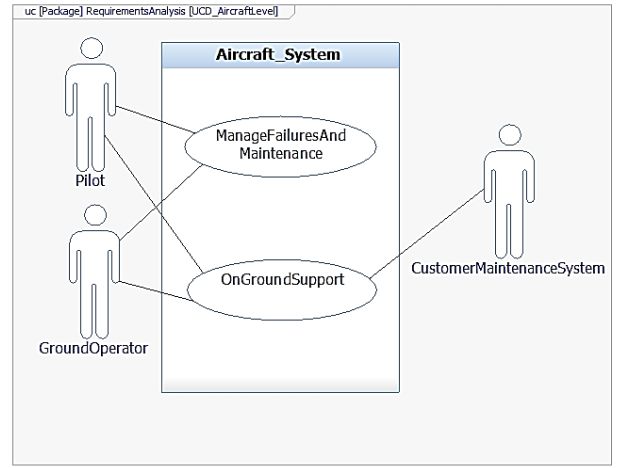 uc [Package] RequirementsAnalysis [UCD_AircraftLevel]
Aircraft_System
ManageFailuresAnd
Maintenance
Pilot
OnGroundSupport
CustomerMaintenanceSystem
GroundOperator